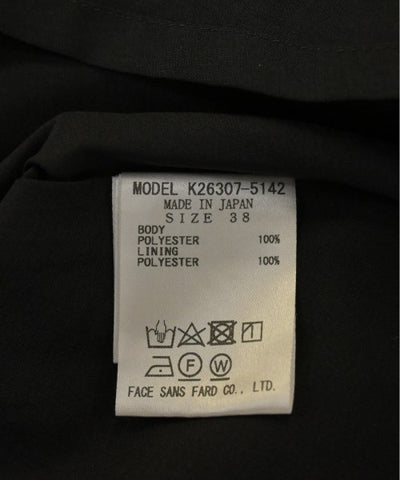 MODEL K26307-5142
MADE IN JAPAN
SIZE 38
BODY
POLYESTER 100%
LINING
POLYESTER 100%
F W
FACE SANS FARD CO., LTD.